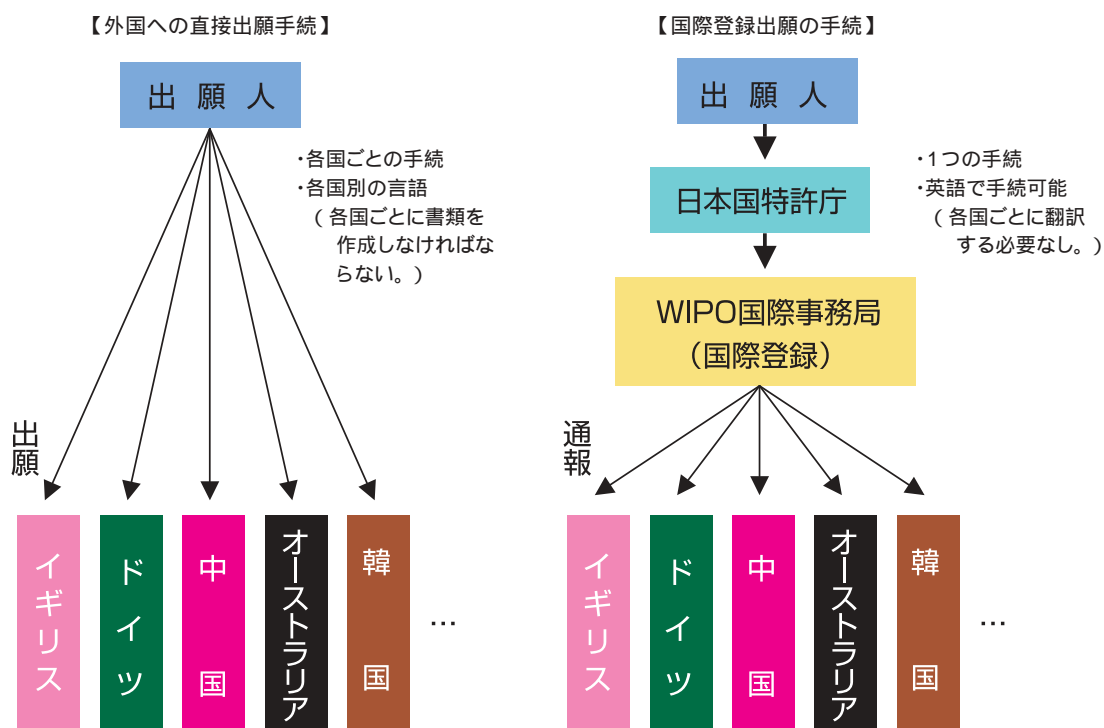 【外国への直接出願手続】
出願人
・各国ごとの手続
・各国別の言語
(各国ごとに書類を
作成しなければな
らない。)
出願
イギリス
ドイツ
中国
オーストラリア
韓国
…
【国際登録出願の手続】
出願人
日本国特許庁
・1つの手続
・英語で手続可能
(各国ごとに翻訳
する必要なし。)
WIPO国際事務局
(国際登録)
通報
イギリス
ドイツ
中国
オーストラリア
韓国
…